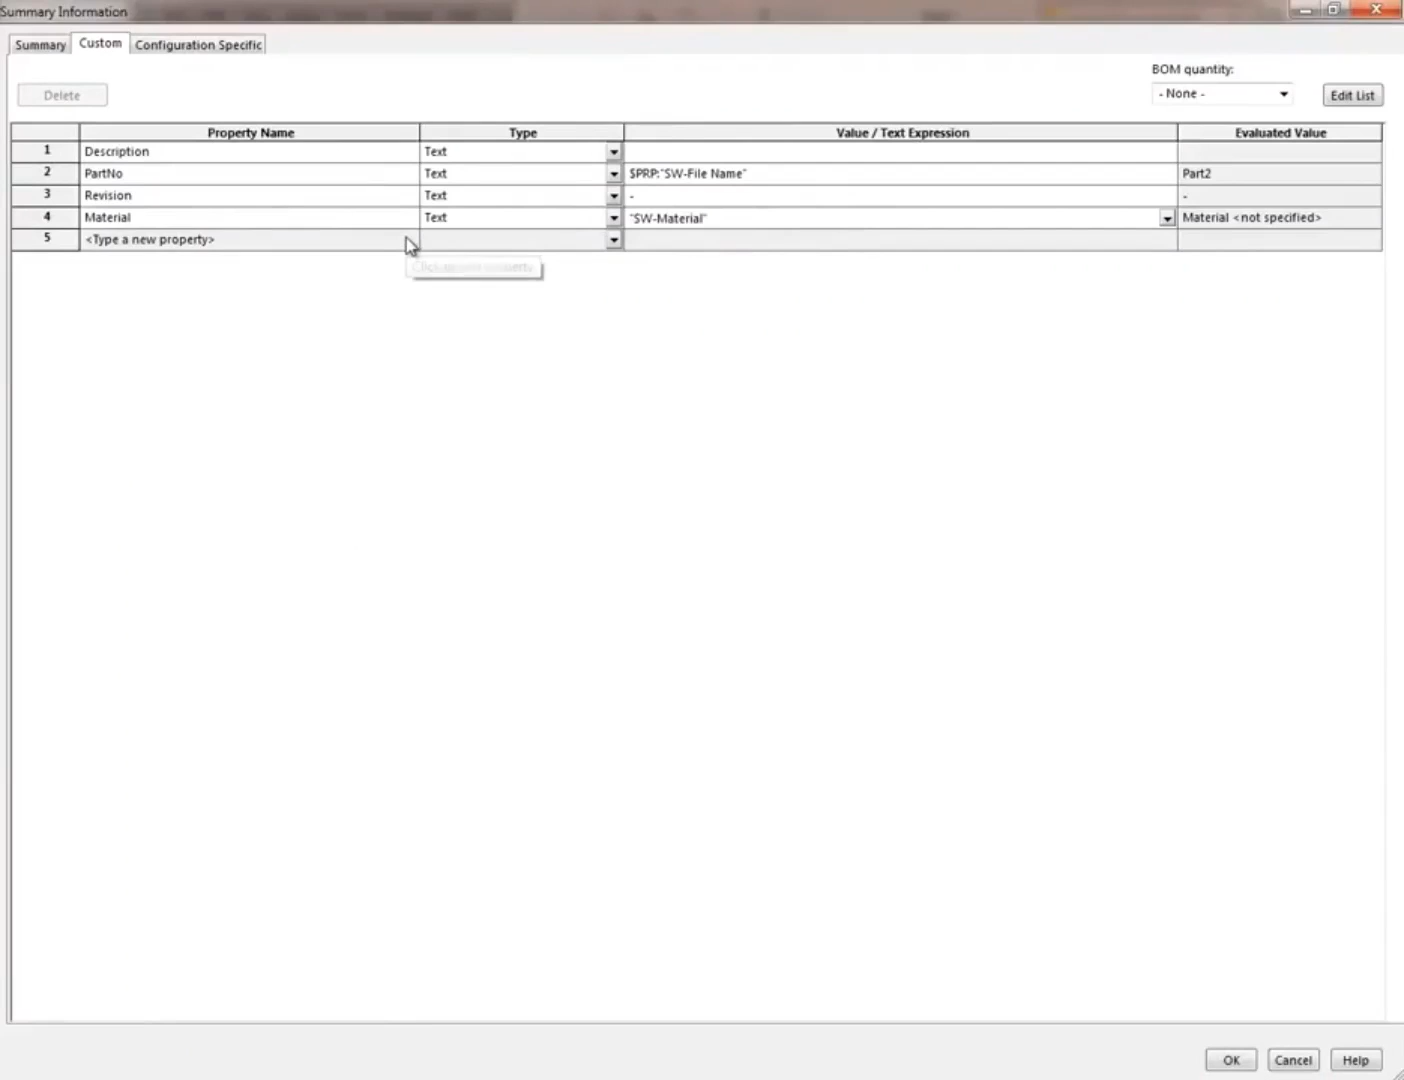 Summary Information
Summary Custom Configuration Specific
BOM quantity:
Delete - None - Edit List
Property Name Type Value / Text Expression Evaluated Value
1 Description Text
2 PartNo Text $PRP:"SW-File Name" Part2
3 Revision Text - -
4 Material Text "SW-Material" Material <not specified>
5 <Type a new property>
OK Cancel Help